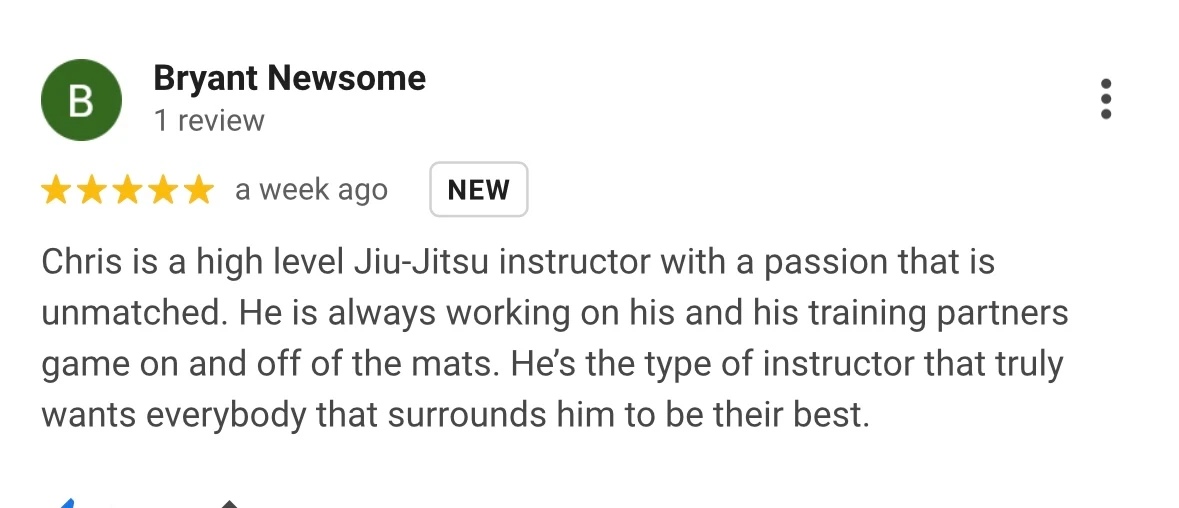 B
Bryant Newsome
1 review
a week ago NEW
Chris is a high level Jiu-Jitsu instructor with a passion that is
unmatched. He is always working on his and his training partners
game on and off of the mats. He’s the type of instructor that truly
wants everybody that surrounds him to be their best.